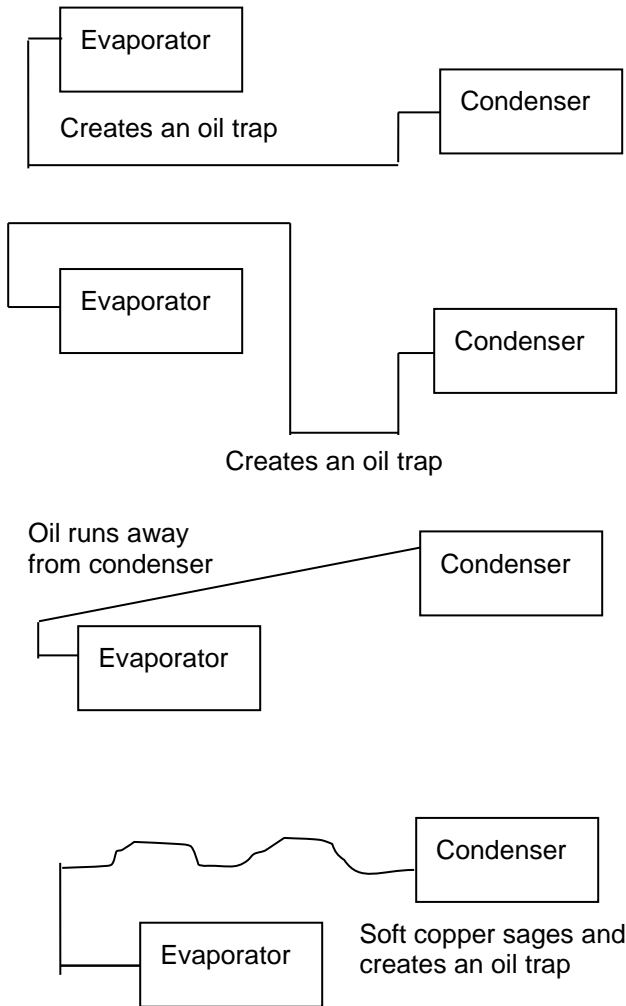 Evaporator
Condenser
Creates an oil trap
Evaporator
Condenser
Creates an oil trap
Oil runs away
from condenser
Condenser
Evaporator
Condenser
Evaporator
Soft copper sages and
creates an oil trap